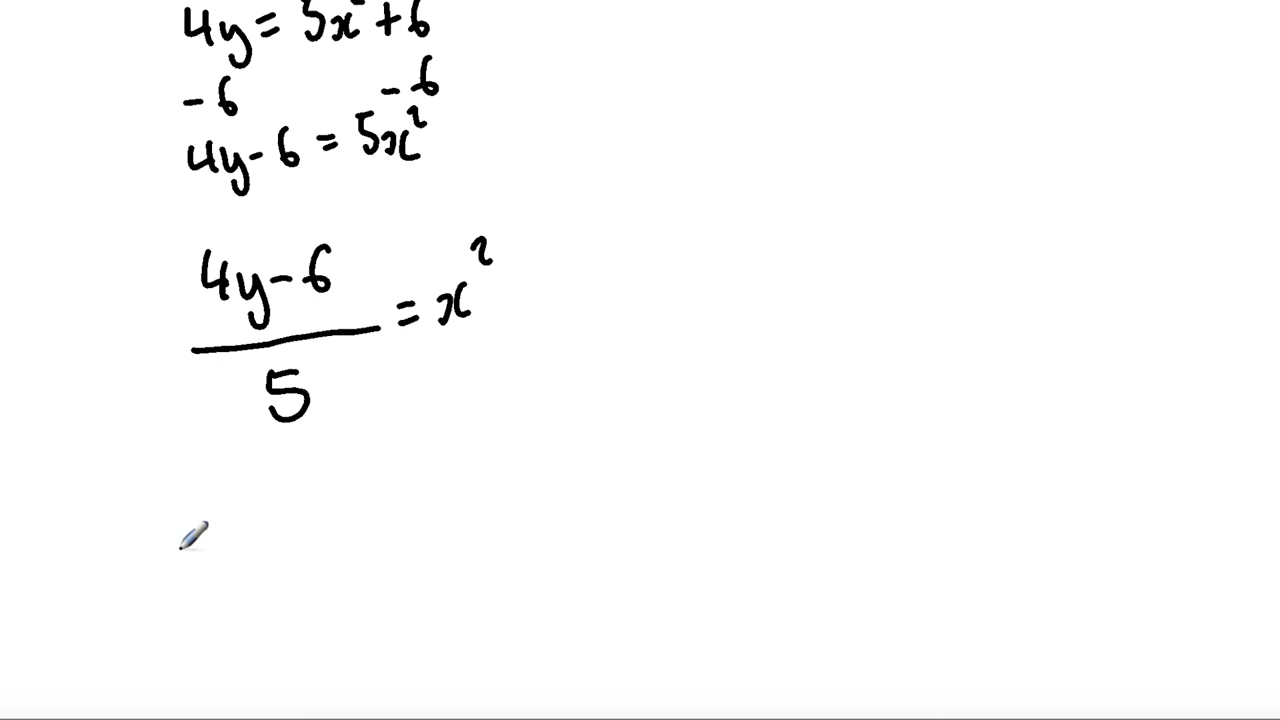 4y = 5x² + 6
-6 -6
4y - 6 = 5x²
4y - 6
= x²
5